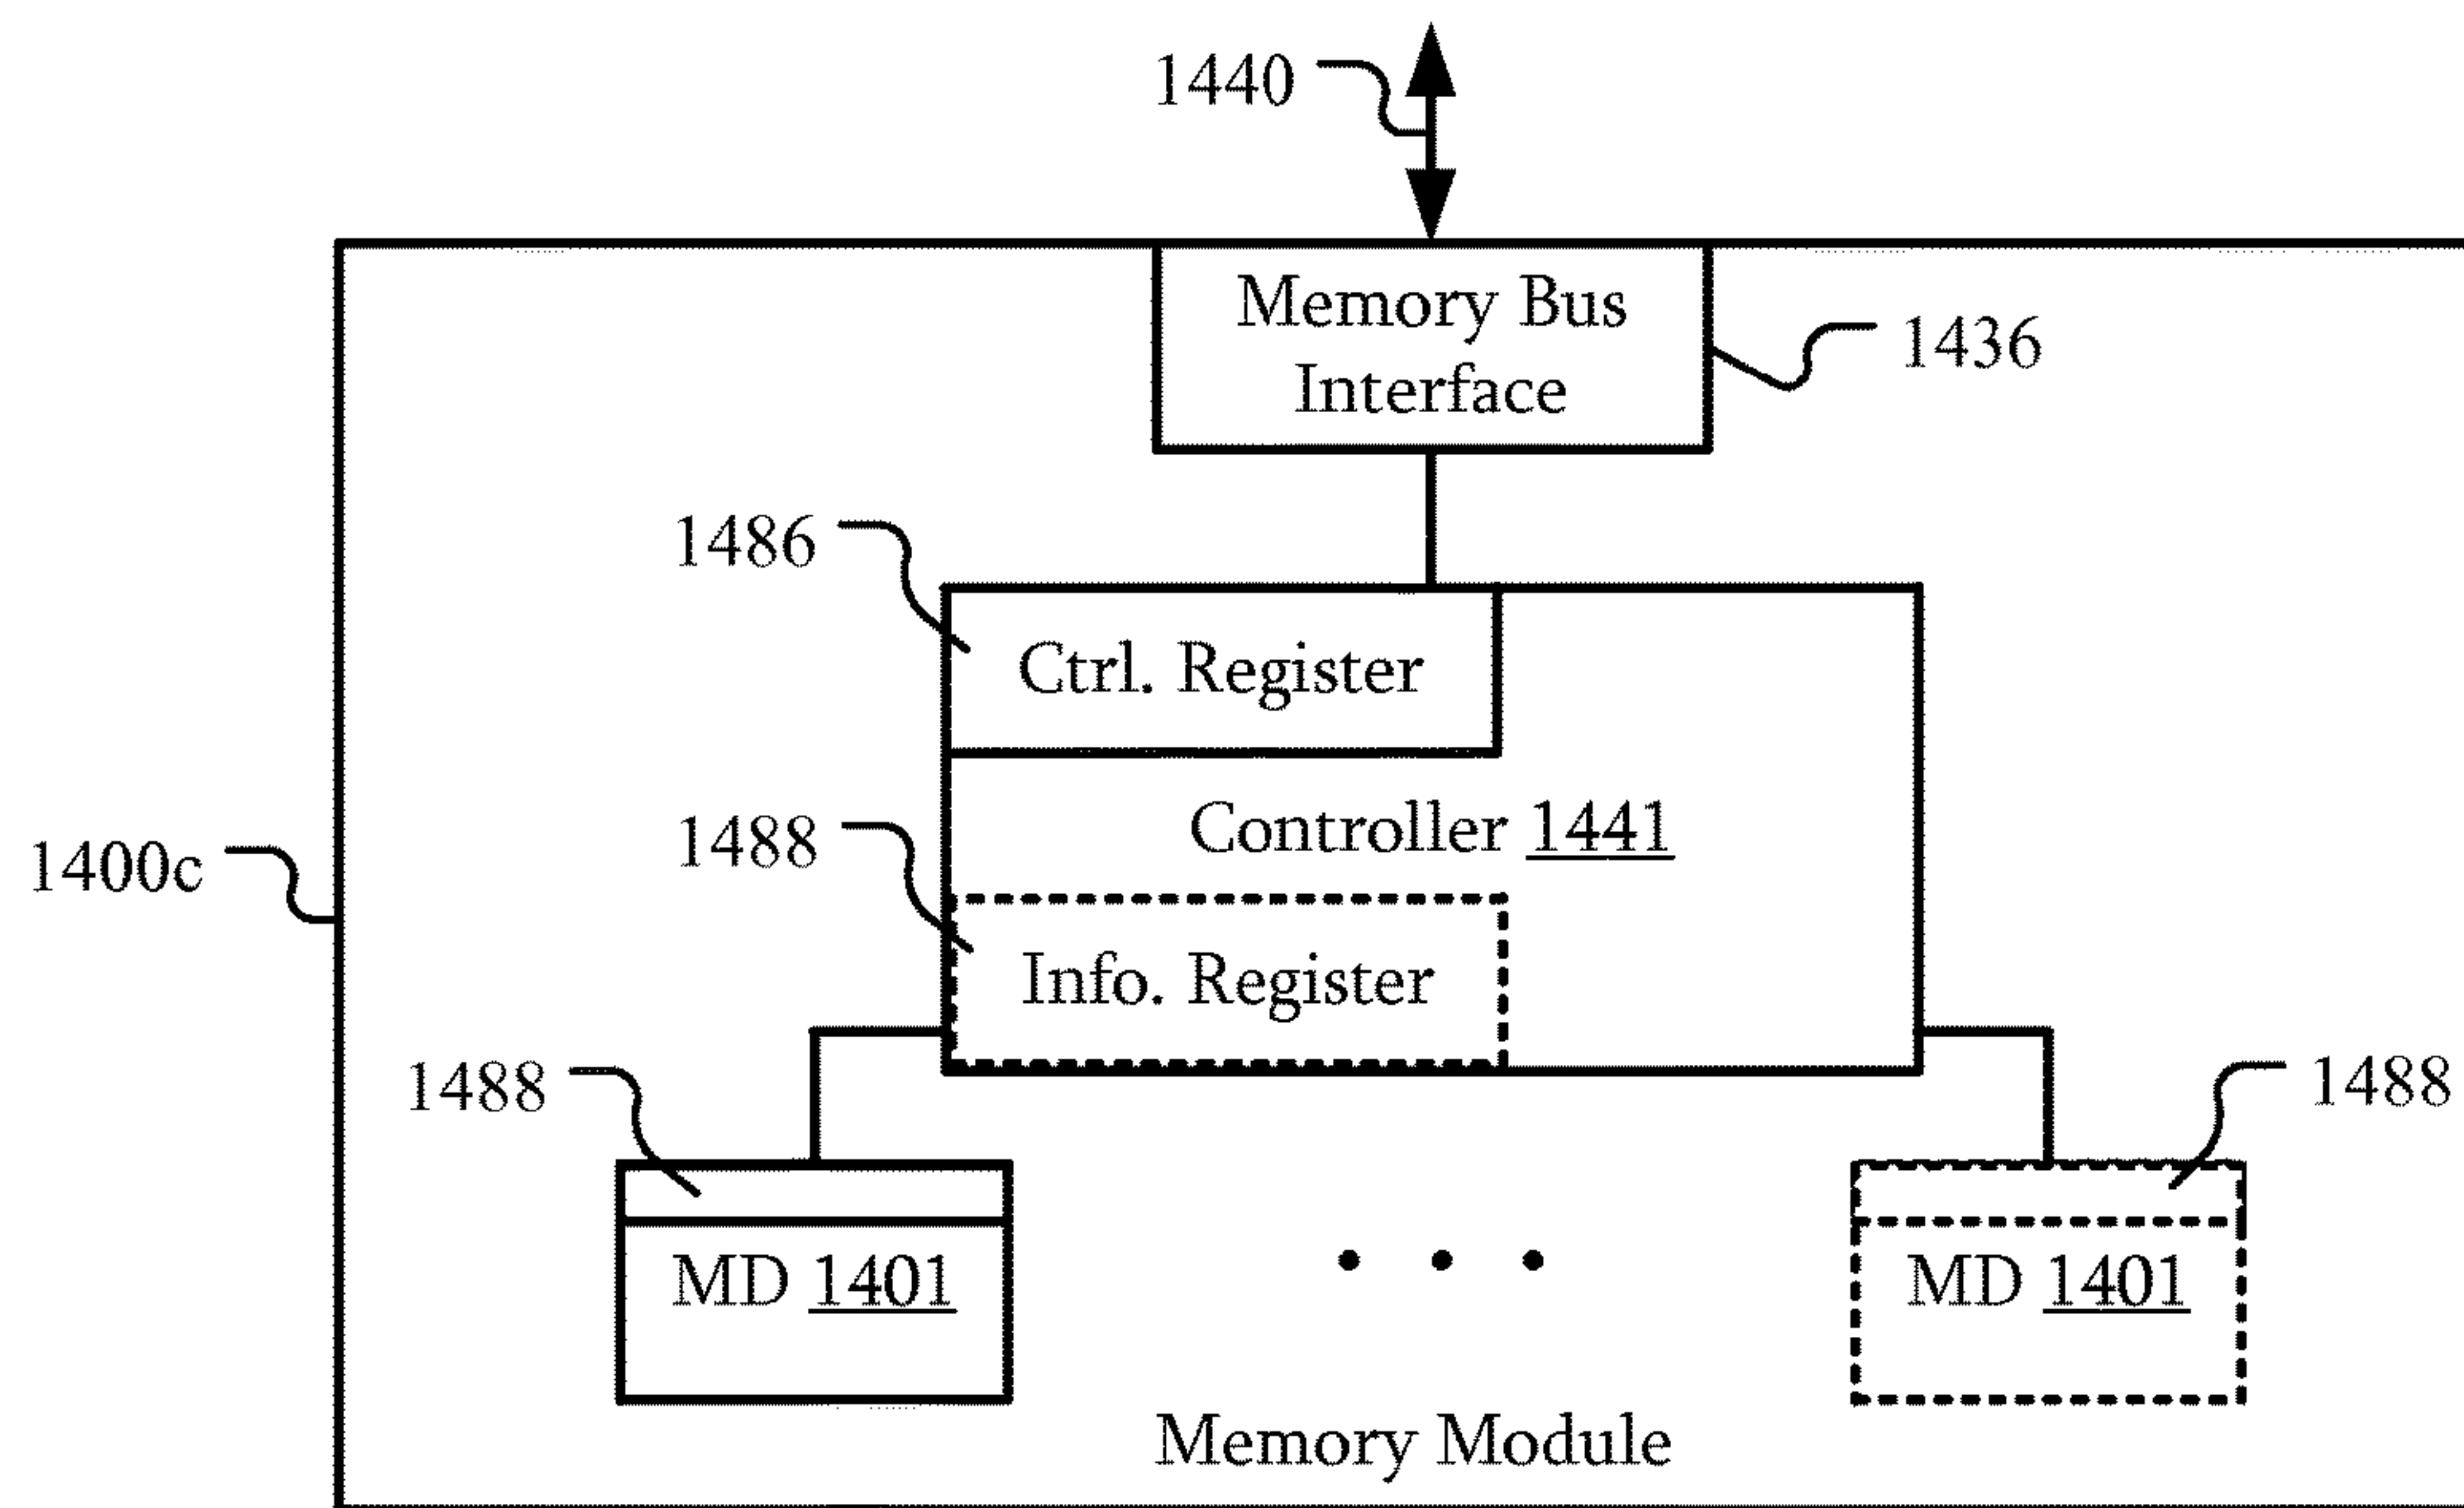 1440
Memory Bus
Interface
1436
1486
Ctrl. Register
Controller 1441
1488
1400c
Info. Register
1488
1488
MD 1401
MD 1401
Memory Module